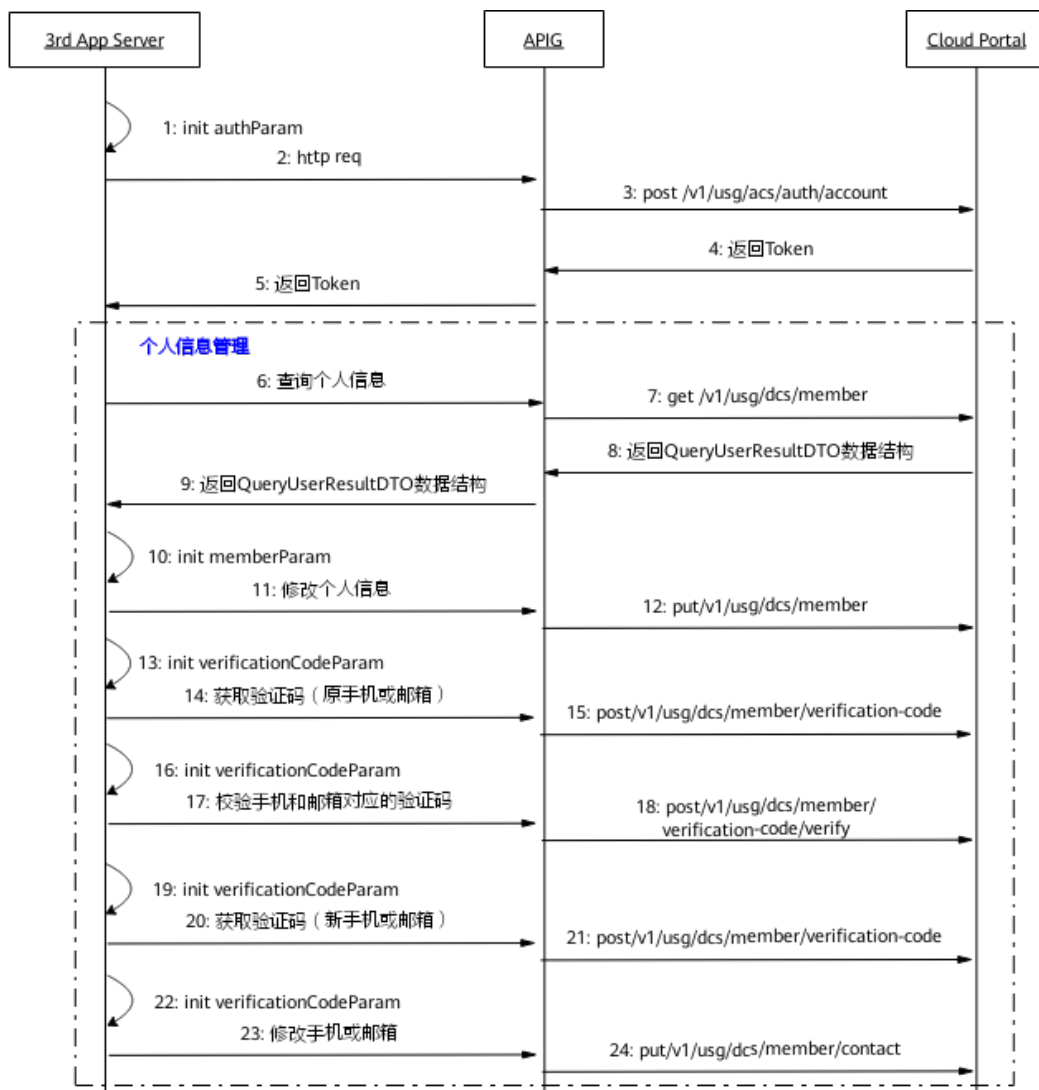 3rd App Server
APIG
Cloud Portal
1: init authParam
2: http req
3: post /v1/usg/acs/auth/account
4: 返回Token
5: 返回Token
个人信息管理
6: 查询个人信息
7: get /v1/usg/dcs/member
8: 返回QueryUserResultDTO数据结构
9: 返回QueryUserResultDTO数据结构
10: init memberParam
11: 修改个人信息
12: put/v1/usg/dcs/member
13: init verificationCodeParam
14: 获取验证码（原手机或邮箱）
15: post/v1/usg/dcs/member/verification-code
16: init verificationCodeParam
17: 校验手机和邮箱对应的验证码
18: post/v1/usg/dcs/member/
verification-code/verify
19: init verificationCodeParam
20: 获取验证码（新手机或邮箱）
21: post/v1/usg/dcs/member/verification-code
22: init verificationCodeParam
23: 修改手机或邮箱
24: put/v1/usg/dcs/member/contact